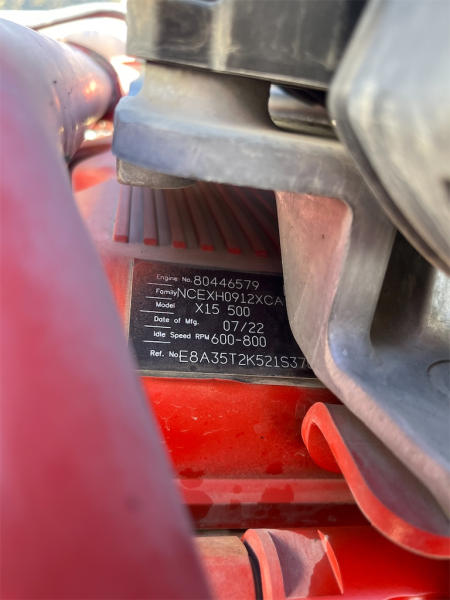 Engine No. 80446579
Family NCEXH0912XCA
Model X15 500
Date of Mfg. 07/22
Idle Speed RPM 600-800
Ref. No E8A35T2K521S37